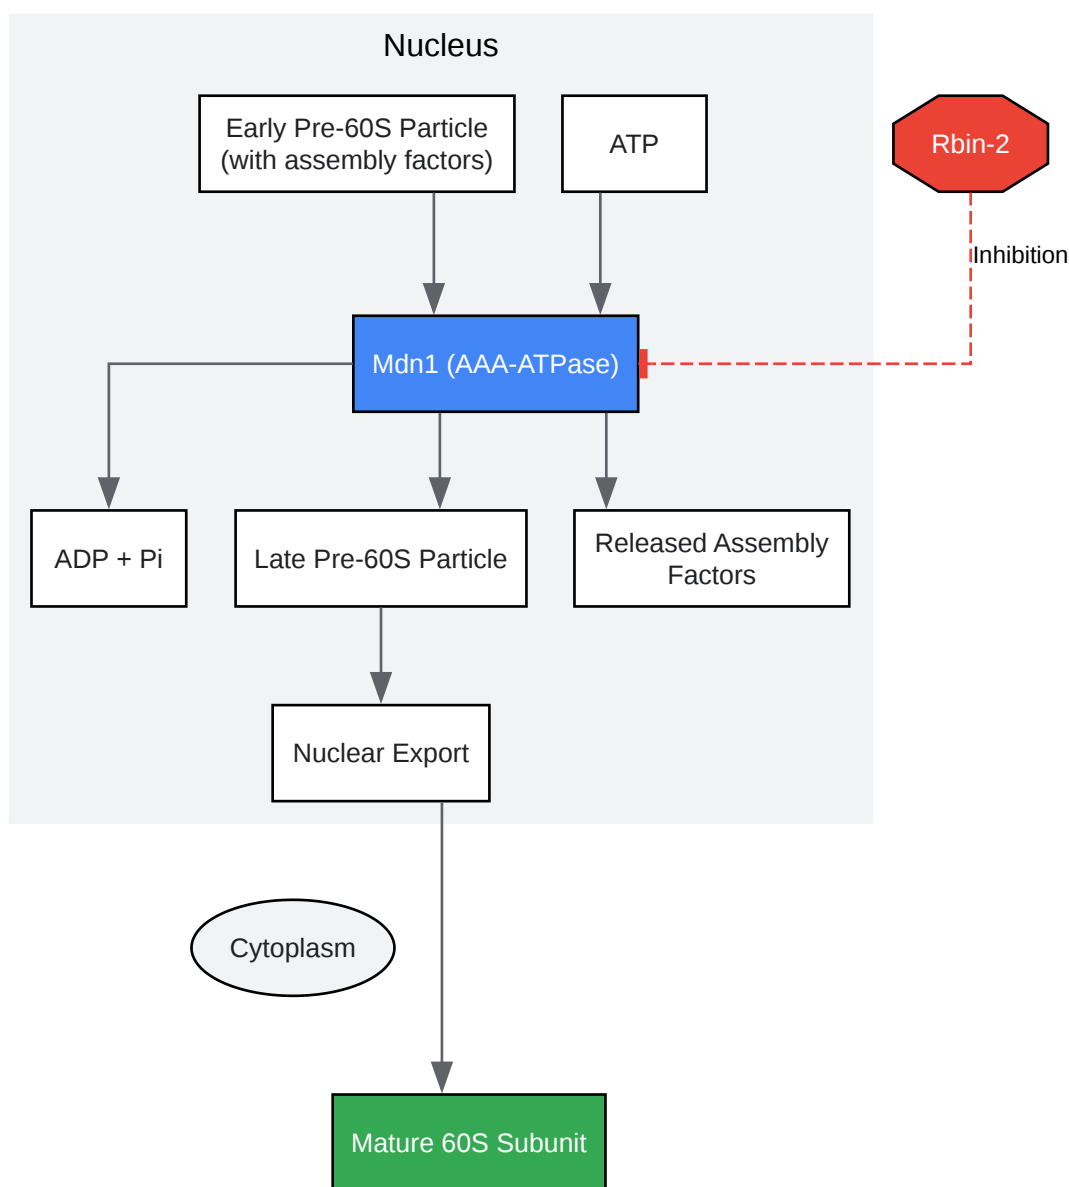 Nucleus
Early Pre-60S Particle
(with assembly factors)
ATP
Rbin-2
Inhibition
Mdn1 (AAA-ATPase)
ADP + Pi
Late Pre-60S Particle
Released Assembly
Factors
Nuclear Export
Cytoplasm
Mature 60S Subunit